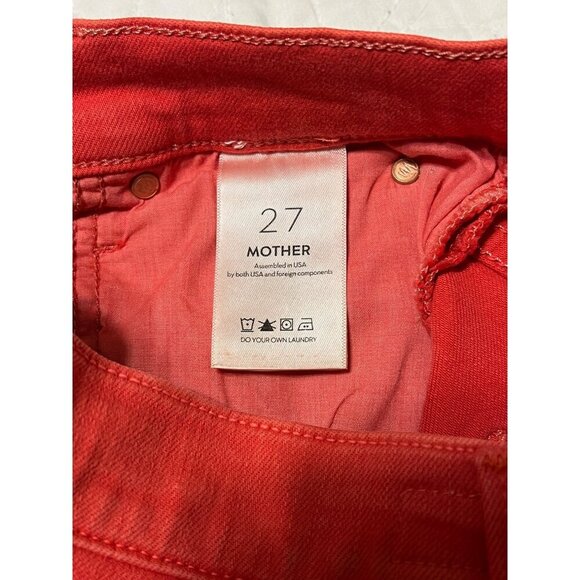 27
MOTHER
Assembled in USA
by both USA and foreign components
DO YOUR OWN LAUNDRY